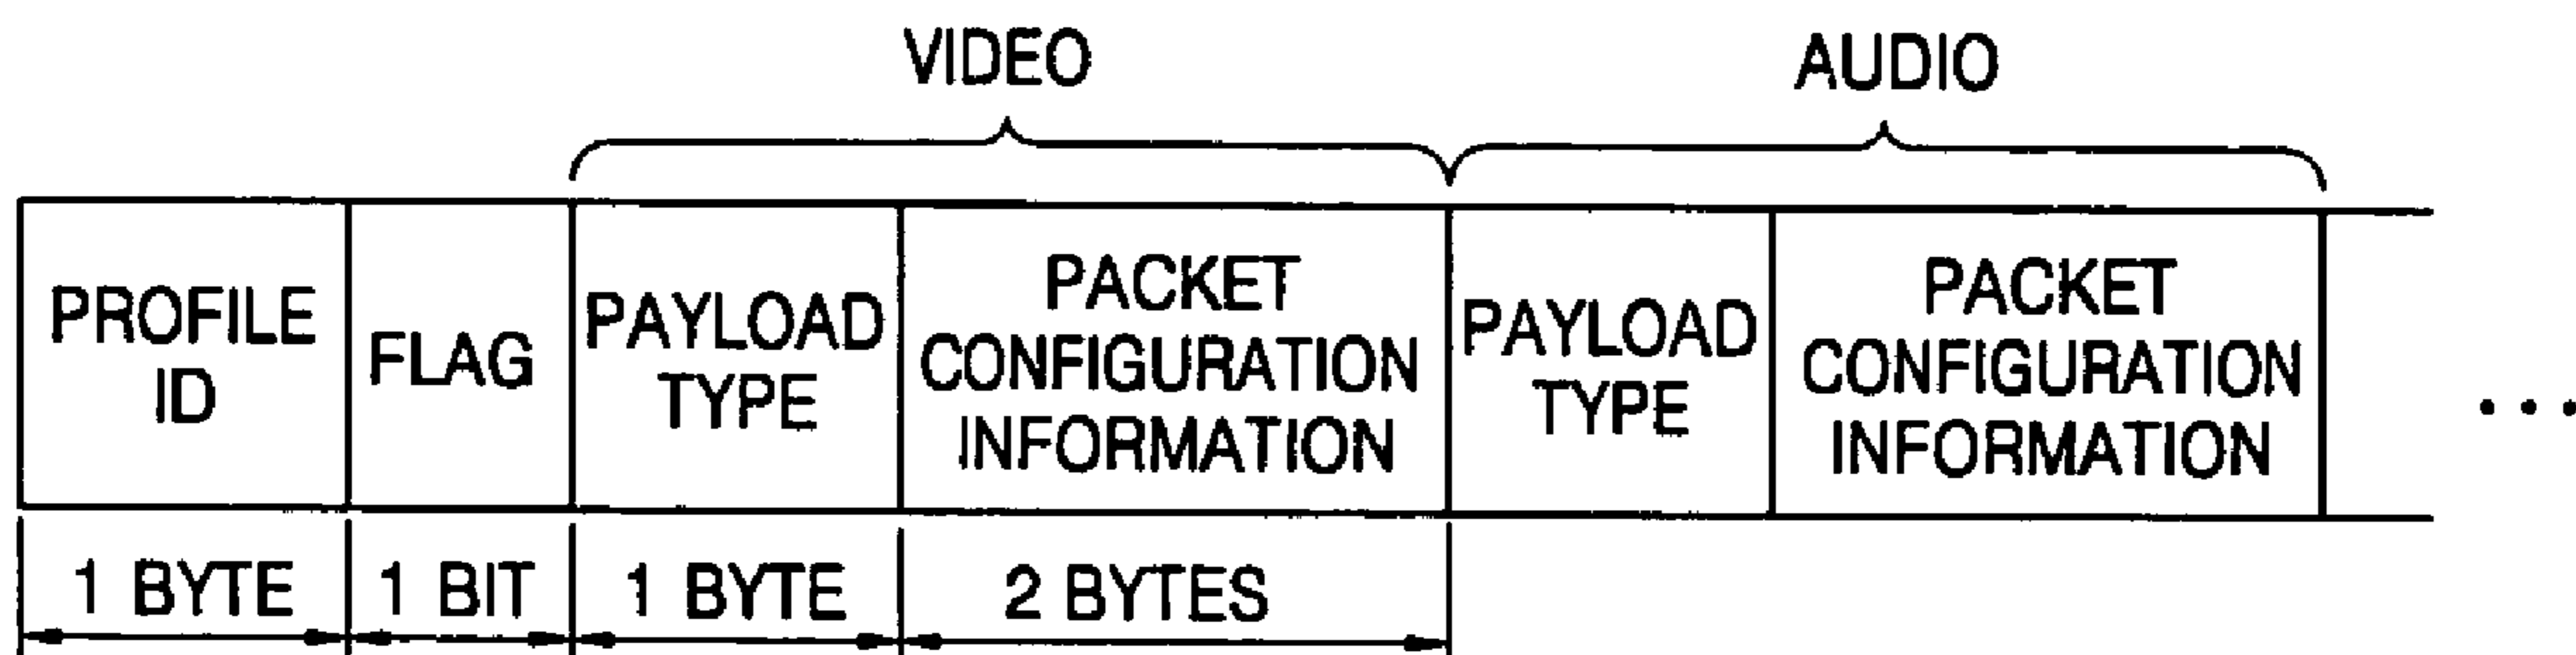 VIDEO
AUDIO
PROFILE
ID
FLAG
PAYLOAD
TYPE
PACKET
CONFIGURATION
INFORMATION
PAYLOAD
TYPE
PACKET
CONFIGURATION
INFORMATION
...
1 BYTE
1 BIT
1 BYTE
2 BYTES